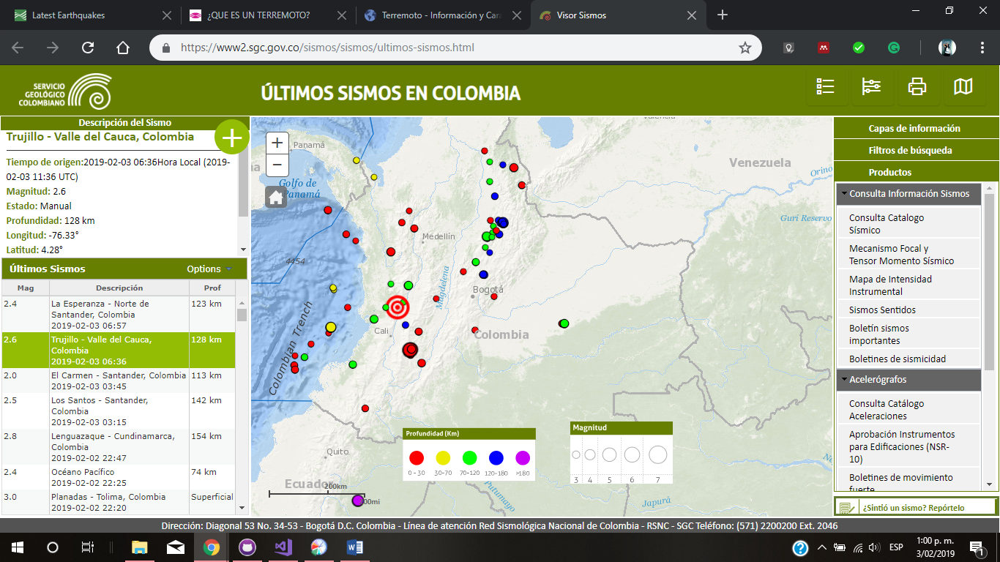 Latest Earthquakes
¿QUE ES UN TERREMOTO?
Terremoto - Información y Cara
Visor Sismos
https://www2.sgc.gov.co/sismos/sismos/ultimos-sismos.html
SERVICIO
GEOLÓGICO
COLOMBIANO
ÚLTIMOS SISMOS EN COLOMBIA
Descripción del Sismo
Trujillo - Valle del Cauca, Colombia
Tiempo de origen:2019-02-03 06:36Hora Local (2019-
02-03 11:36 UTC)
Magnitud: 2.6
Estado: Manual
Profundidad: 128 km
Longitud: -76.33°
Latitud: 4.28°
Últimos Sismos
Options
Mag
Descripción
Prof
2.4
La Esperanza - Norte de
Santander, Colombia
2019-02-03 06:57
123 km
2.6
Trujillo - Valle del Cauca,
Colombia
2019-02-03 06:36
128 km
2.0
El Carmen - Santander, Colombia
2019-02-03 03:45
113 km
2.5
Los Santos - Santander,
Colombia
2019-02-03 03:15
142 km
2.8
Lenguazaque - Cundinamarca,
Colombia
2019-02-02 22:47
154 km
2.4
Océano Pacífico
2019-02-02 22:25
74 km
3.0
Planadas - Tolima, Colombia
2019-02-02 22:20
Superficial
+
−
Panamá
Golfo de
Panamá
Venezuela
Orino
Guri Reservo
Medellín
4454
Magdalena
Bogotá
Cali
Colombia
Colombian Trench
Quito
Ecuador
200km
00mi
Putumayo
Japurá
Profundidad (Km)
0 - 30
30-70
70-120
120-180
>180
Magnitud
3
4
5
6
7
Capas de información
Filtros de búsqueda
Productos
Consulta Información Sismos
Consulta Catalogo
Sísmico
Mecanismo Focal y
Tensor Momento Sísmico
Mapa de Intensidad
Instrumental
Sismos Sentidos
Boletín sismos
importantes
Boletines de sismicidad
Acelerógrafos
Consulta Catálogo
Aceleraciones
Aprobación Instrumentos
para Edificaciones (NSR-
10)
Boletines de movimiento
fuerte
¿Sintió un sismo? Repórtelo
Dirección: Diagonal 53 No. 34-53 - Bogotá D.C. Colombia - Línea de atención Red Sismológica Nacional de Colombia - RSNC - SGC Teléfono: (571) 2200200 Ext. 2046
ESP
1:00 p. m.
3/02/2019
1